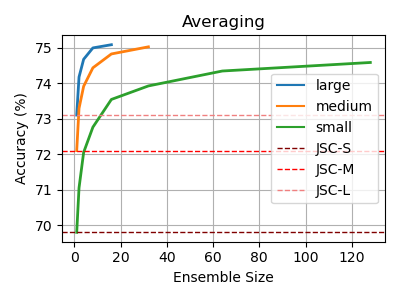 Averaging
Accuracy (%)
75
74
73
72
71
70
large
medium
small
JSC-S
JSC-M
JSC-L
0 20 40 60 80 100 120
Ensemble Size